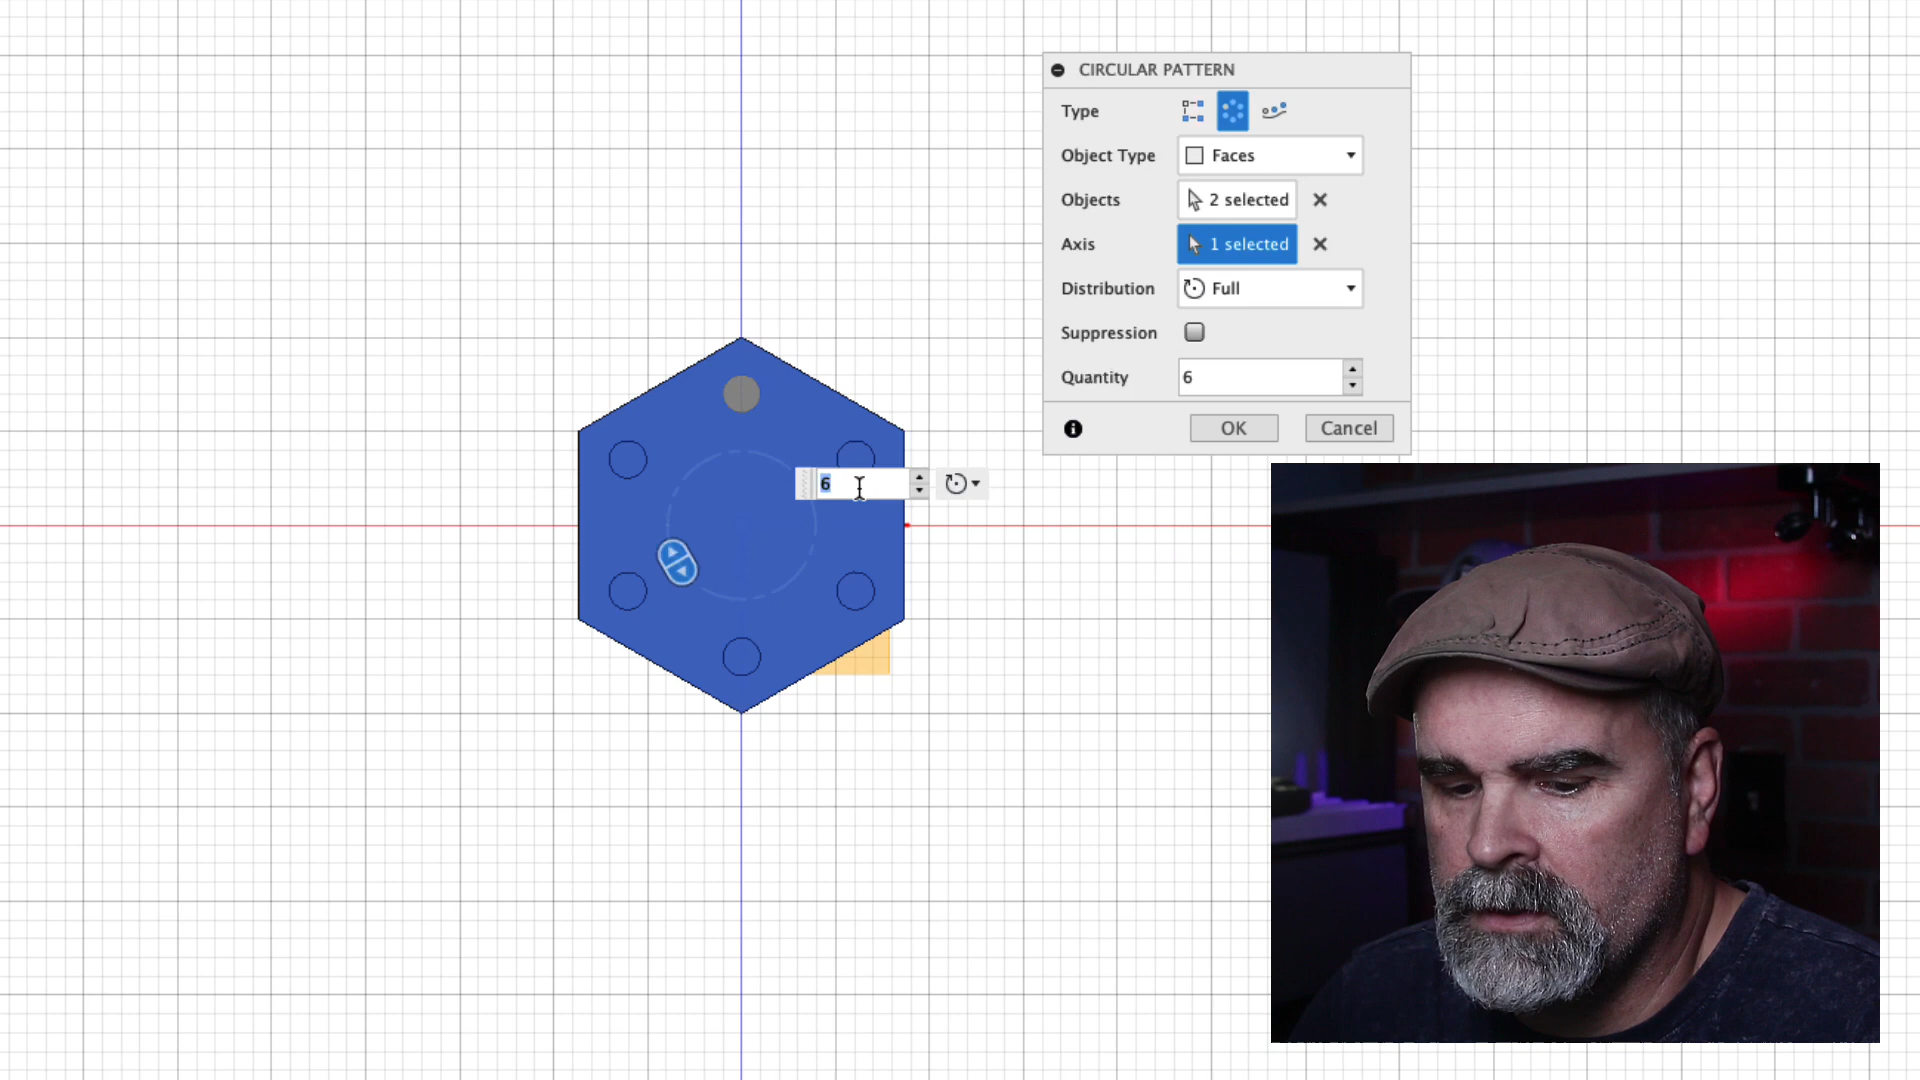 CIRCULAR PATTERN
Type
Object Type Faces
Objects 2 selected
Axis 1 selected
Distribution Full
Suppression
Quantity 6
OK Cancel
6